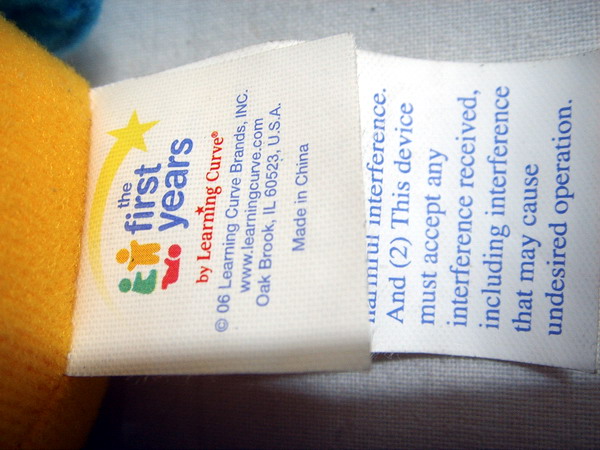 the
first
years
by Learning Curve®
© 06 Learning Curve Brands, INC.
www.learningcurve.com
Oak Brook, IL 60523, U.S.A.
Made in China
harmful interference.
And (2) This device
must accept any
interference received,
including interference
that may cause
undesired operation.